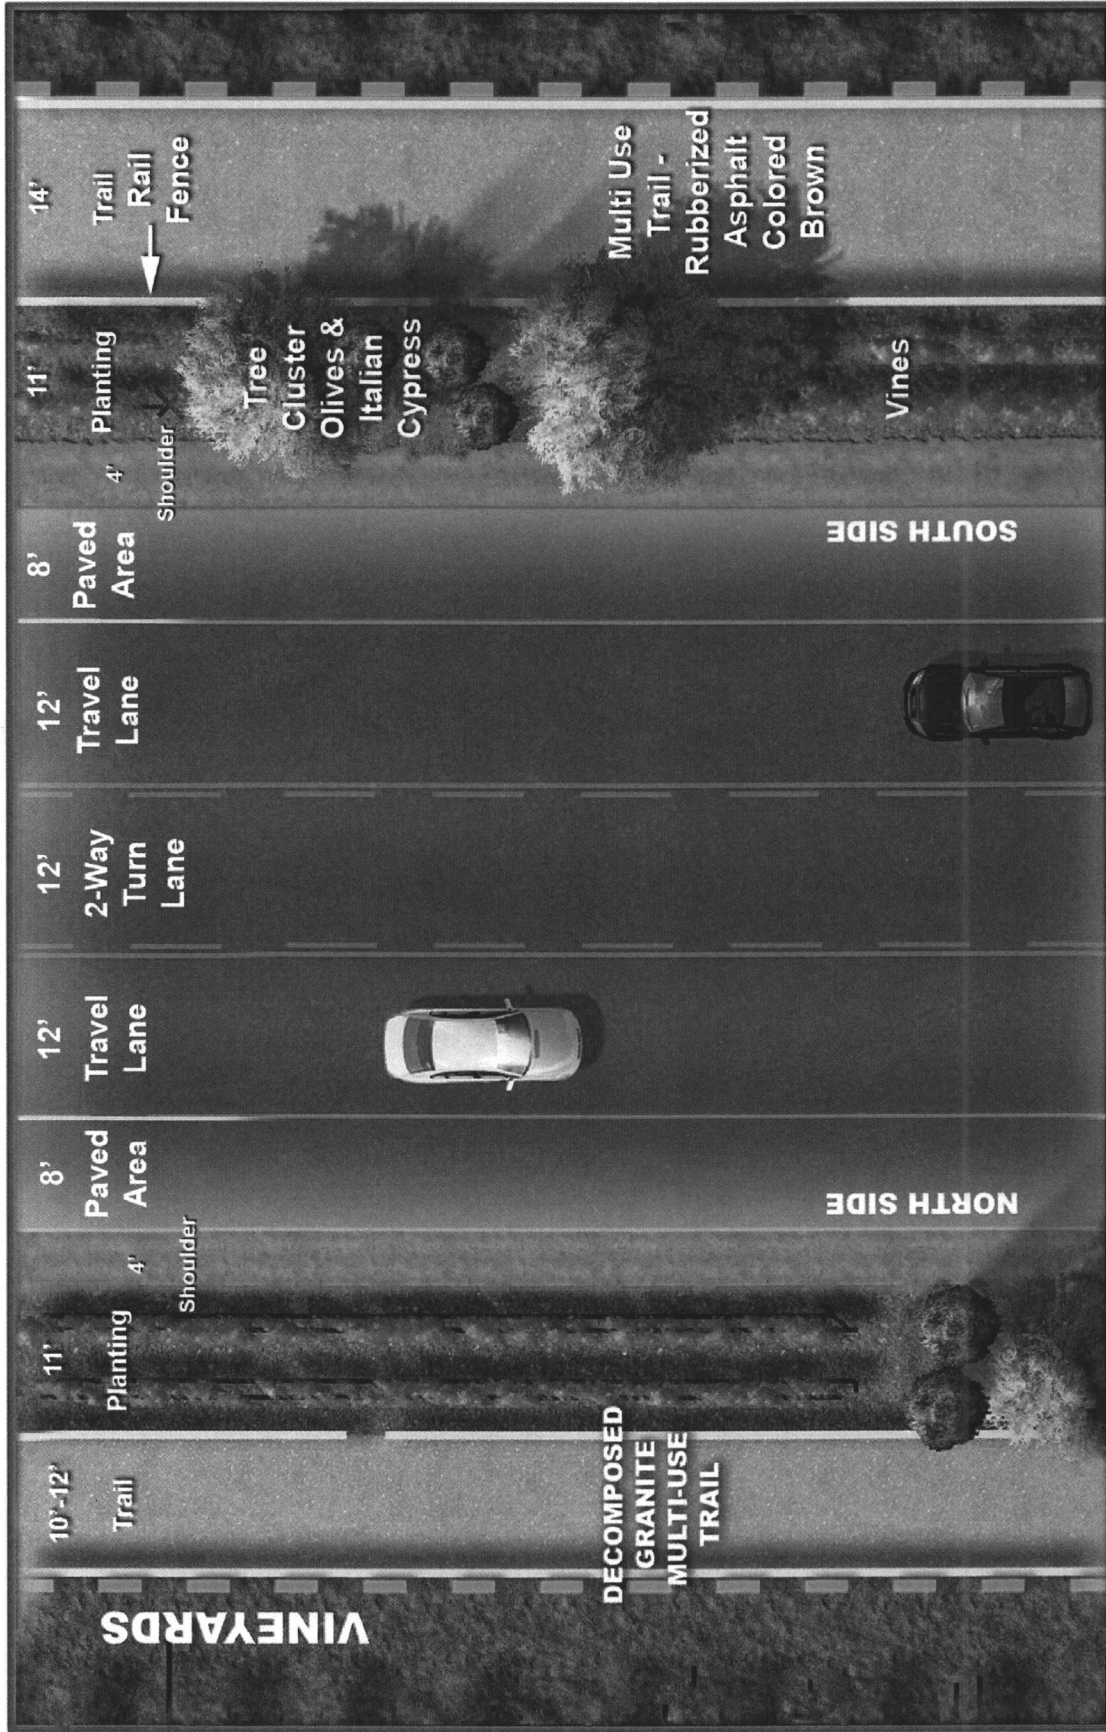 10'-12'
Trail
11'
Planting
4'
Shoulder
8'
Paved
Area
12'
Travel
Lane
12'
2-Way
Turn
Lane
12'
Travel
Lane
8'
Paved
Area
4'
Shoulder
11'
Planting
14'
Trail
Rail
Fence
Tree
Cluster
Olives &
Italian
Cypress
Multi Use
Trail -
Rubberized
Asphalt
Colored
Brown
Vines
DECOMPOSED
GRANITE
MULTI-USE
TRAIL
VINEYARDS
NORTH SIDE
SOUTH SIDE